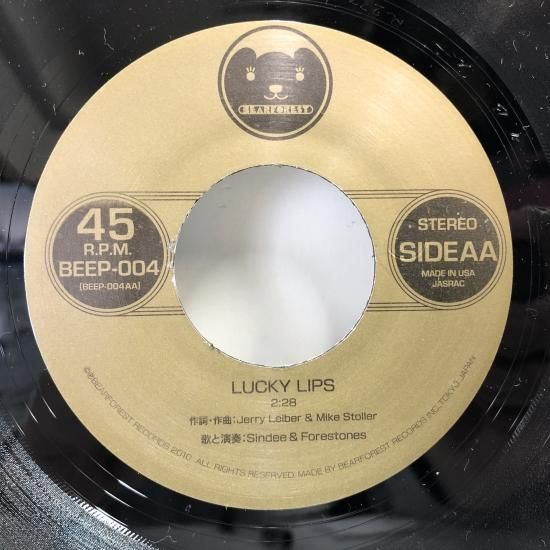 BEARFOREST
45
R.P.M.
BEEP-004
(BEEP-004AA)
STEREO
SIDEAA
MADE IN USA
JASRAC
LUCKY LIPS
2:28
作詞・作曲:Jerry Leiber & Mike Stoller
歌と演奏:Sindee & Forestones
©℗BEARFOREST RECORDS 2010 ALL RIGHTS RESERVED. MADE BY BEARFOREST RECORDS INC. TOKYO JAPAN